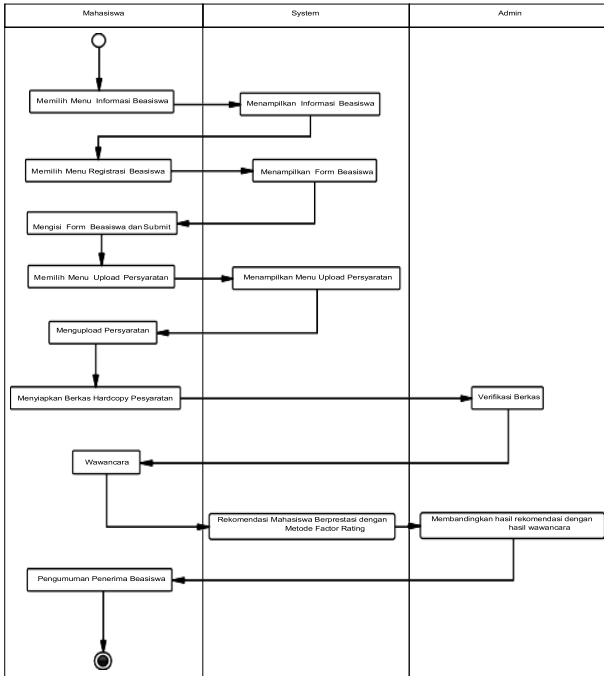 Mahasiswa
System
Admin
Memilih Menu Informasi Beasiswa
Menampilkan Informasi Beasiswa
Memilih Menu Registrasi Beasiswa
Menampilkan Form Beasiswa
Mengisi Form Beasiswa dan Submit
Memilih Menu Upload Persyaratan
Menampilkan Menu Upload Persyaratan
Mengupload Persyaratan
Menyiapkan Berkas Hardcopy Pesyaratan
Verifikasi Berkas
Wawancara
Rekomendasi Mahasiswa Berprestasi dengan
Metode Factor Rating
Membandingkan hasil rekomendasi dengan
hasil wawancara
Pengumuman Penerima Beasiswa